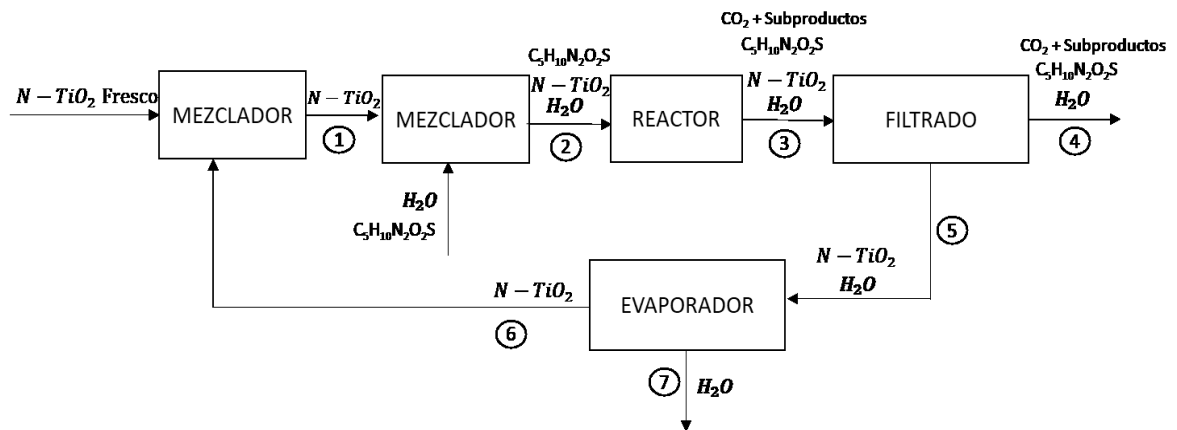 CO₂ + Subproductos
C₅H₁₀N₂O₂S
CO₂ + Subproductos
C₅H₁₀N₂O₂S
H₂O
C₅H₁₀N₂O₂S
N − TiO₂
H₂O
N − TiO₂
H₂O
N − TiO₂ Fresco
MEZCLADOR
N − TiO₂
MEZCLADOR
REACTOR
FILTRADO
1
2
3
4
H₂O
C₅H₁₀N₂O₂S
5
N − TiO₂
H₂O
N − TiO₂
EVAPORADOR
6
7
H₂O